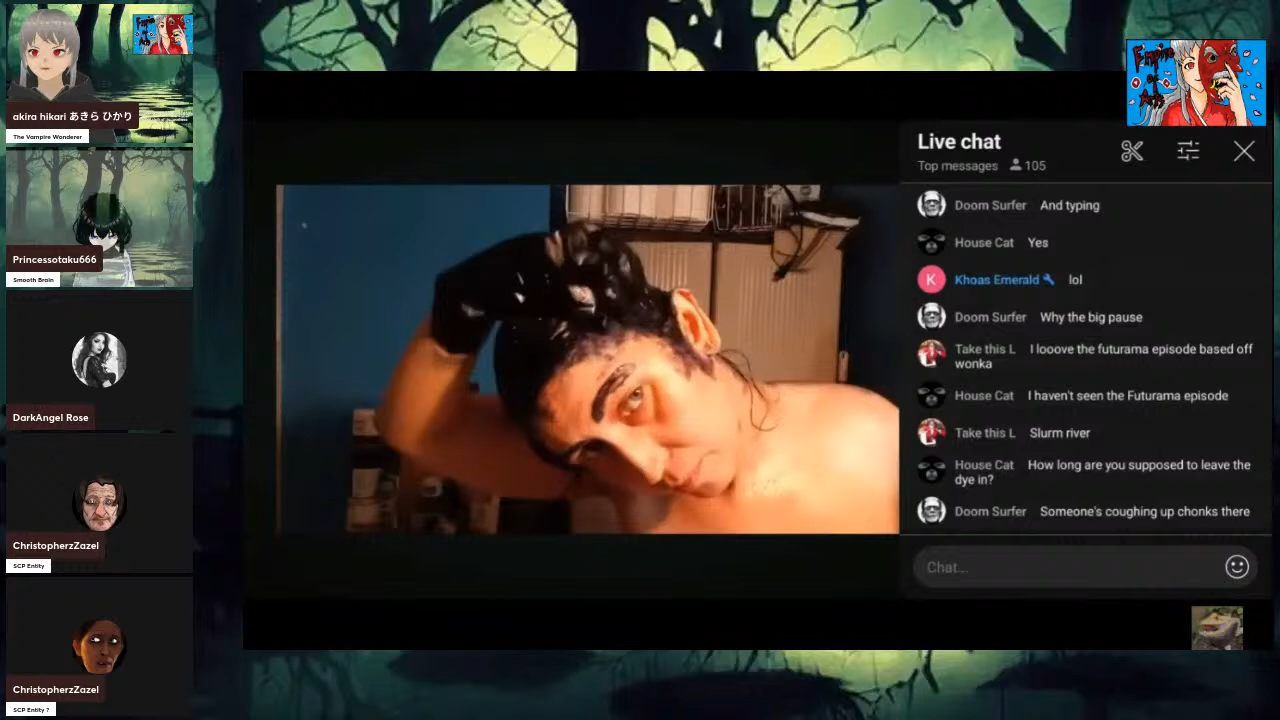 akira hikari あきら ひかり
The Vampire Wonderer
Princessotaku666
Smooth Brain
DarkAngel Rose
ChristopherzZazel
SCP Entity
ChristopherzZazel
SCP Entity ?
Empire
of
Arts
Live chat
Top messages 105
Doom Surfer And typing
House Cat Yes
K Khoas Emerald lol
Doom Surfer Why the big pause
Take this L I looove the futurama episode based off
wonka
House Cat I haven't seen the Futurama episode
Take this L Slurm river
House Cat How long are you supposed to leave the
dye in?
Doom Surfer Someone's coughing up chonks there
Chat...